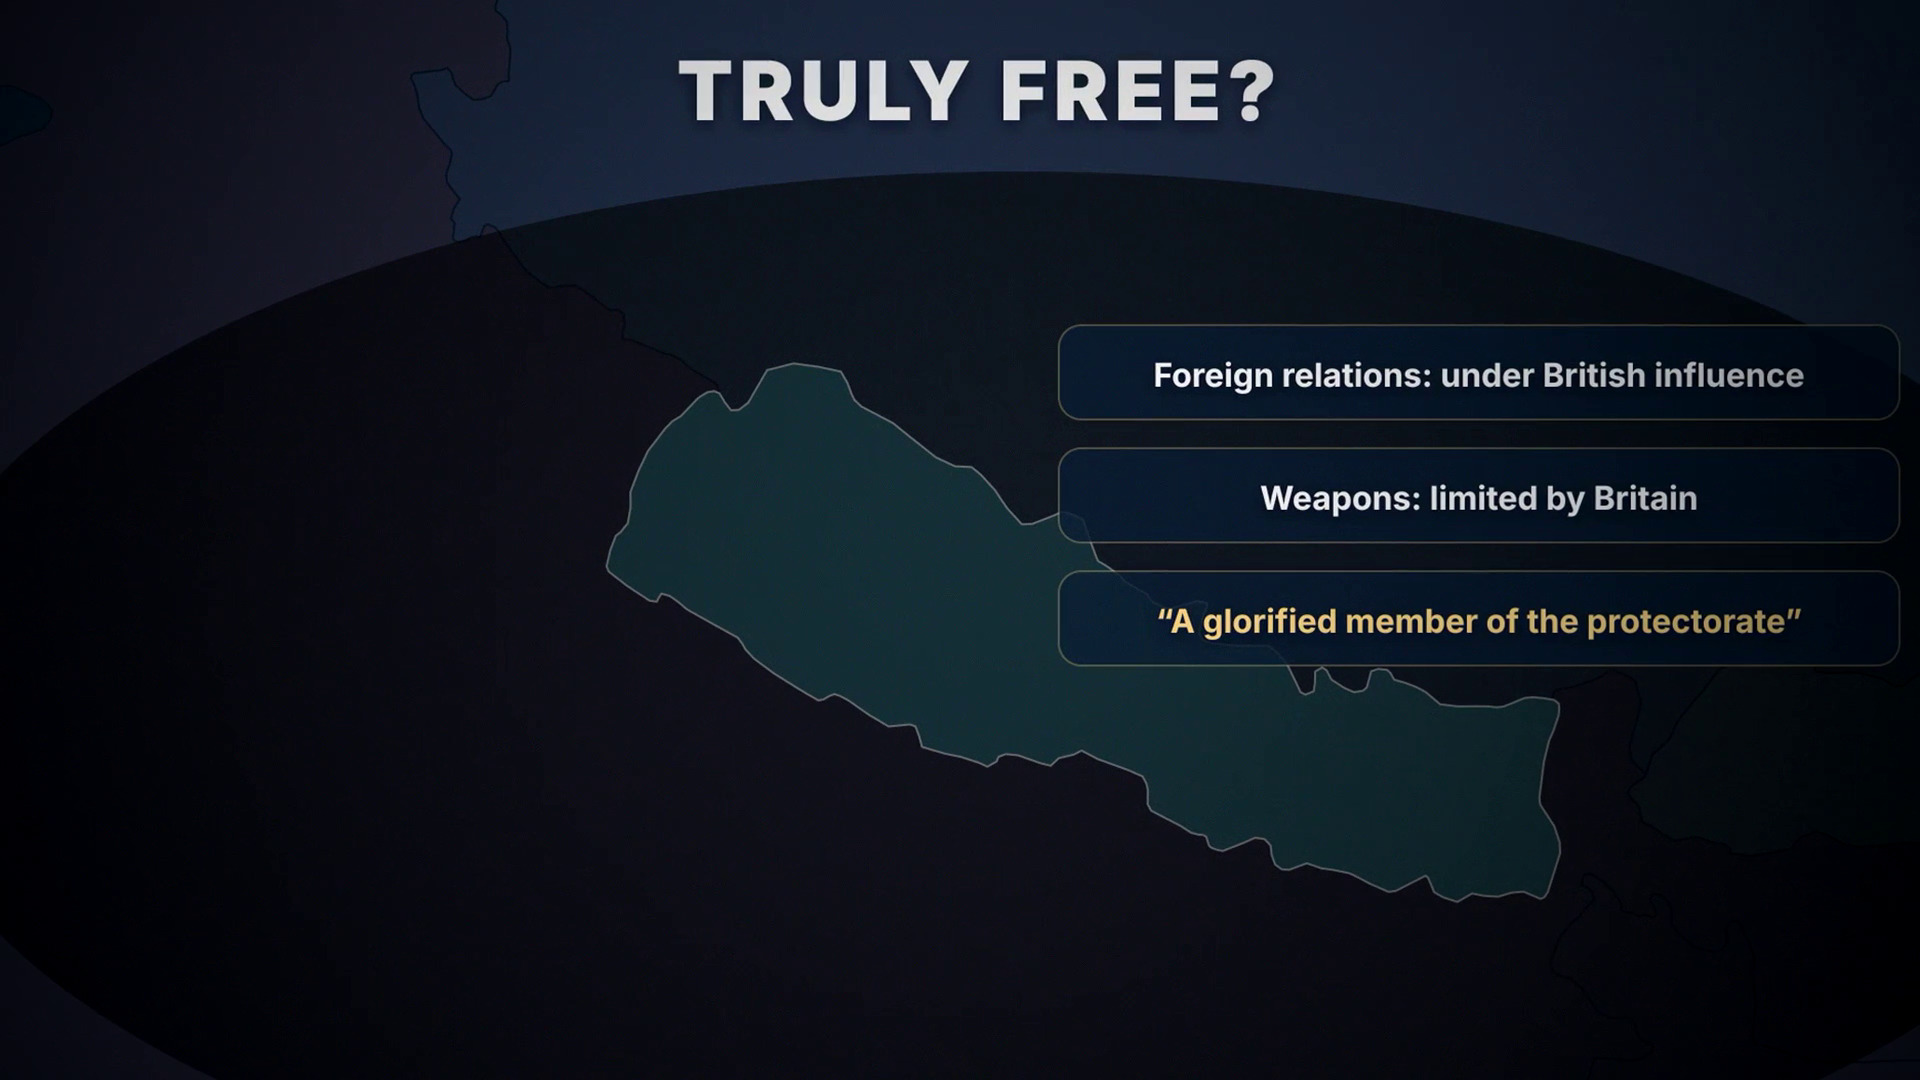 TRULY FREE?
Foreign relations: under British influence
Weapons: limited by Britain
“A glorified member of the protectorate”